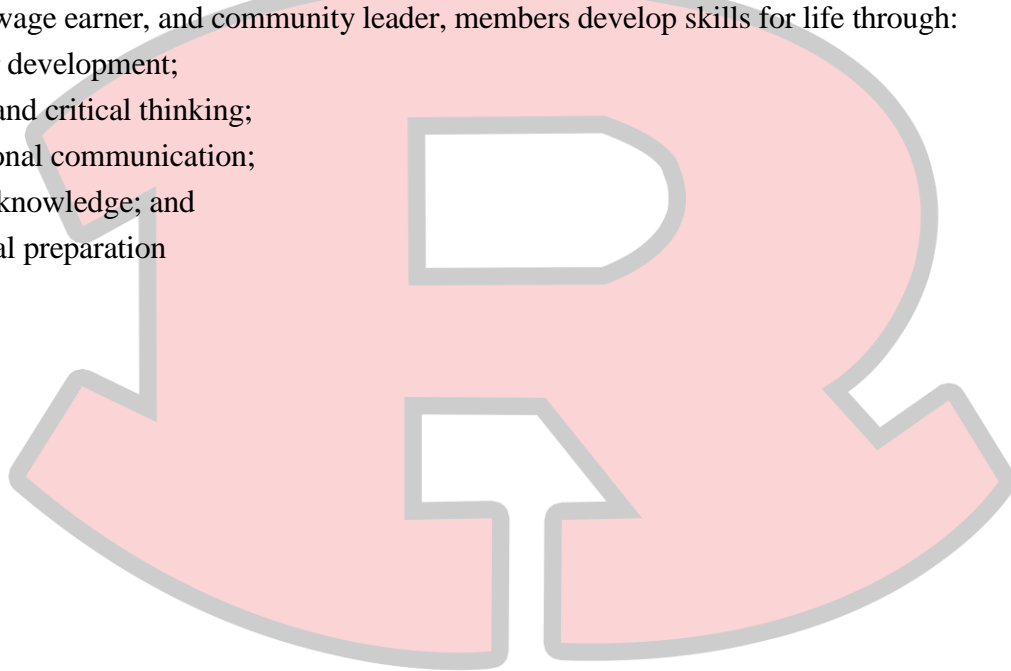 wage earner, and community leader, members develop skills for life through:
development;
and critical thinking;
onal communication;
knowledge; and
al preparation
R